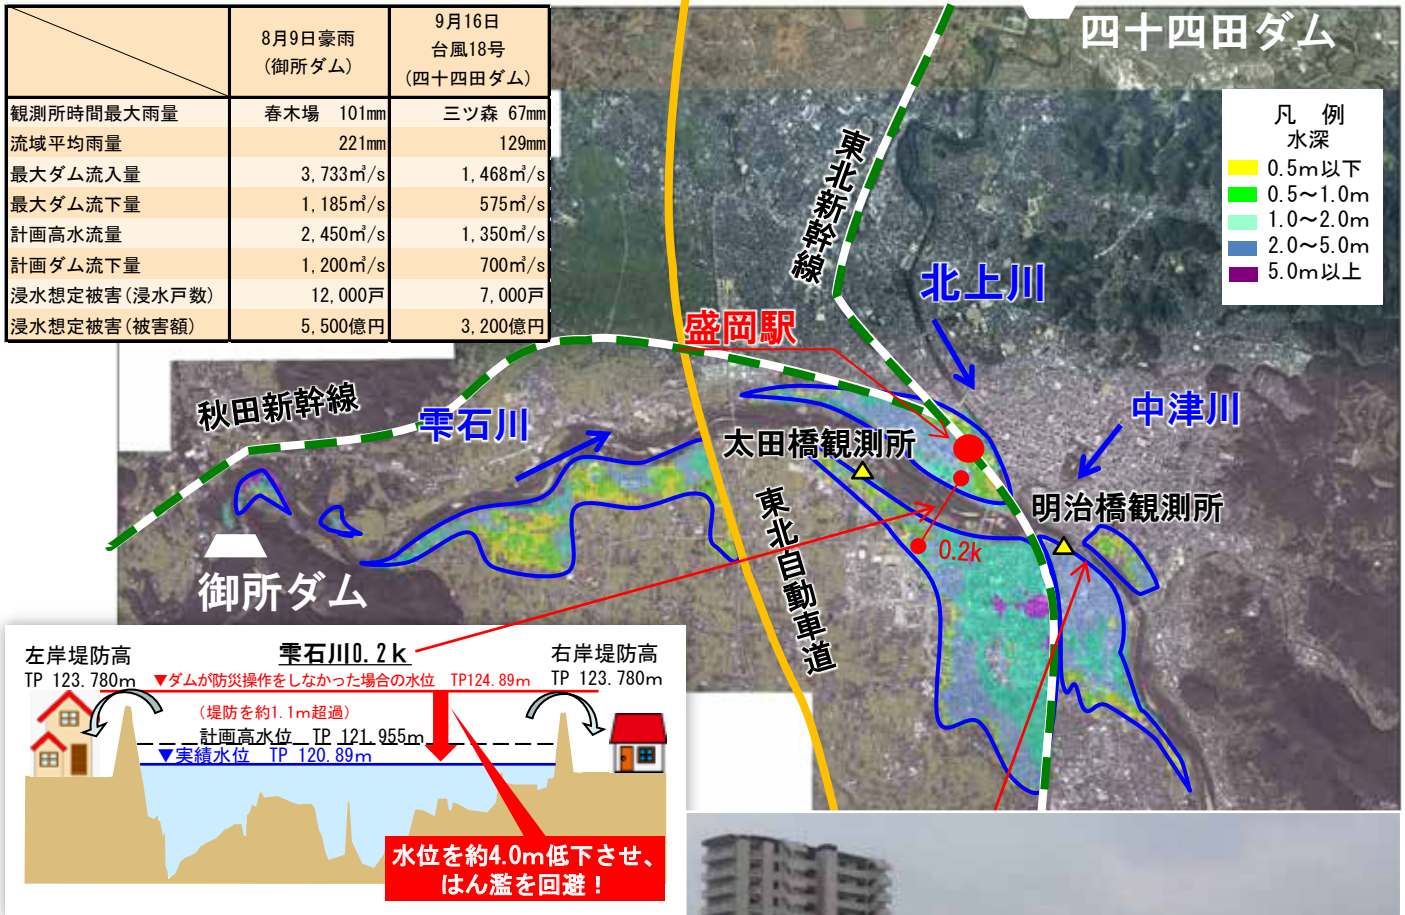 8月9日豪雨
(御所ダム)
9月16日
台風18号
(四十四田ダム)
観測所時間最大雨量 春木場 101mm 三ツ森 67mm
流域平均雨量 221mm 129mm
最大ダム流入量 3,733㎥/s 1,468㎥/s
最大ダム流下量 1,185㎥/s 575㎥/s
計画高水流量 2,450㎥/s 1,350㎥/s
計画ダム流下量 1,200㎥/s 700㎥/s
浸水想定被害(浸水戸数) 12,000戸 7,000戸
浸水想定被害(被害額) 5,500億円 3,200億円
四十四田ダム
凡 例
水深
0.5m以下
0.5～1.0m
1.0～2.0m
2.0～5.0m
5.0m以上
東北新幹線
北上川
盛岡駅
秋田新幹線
雫石川
中津川
太田橋観測所
明治橋観測所
東北自動車道
0.2k
御所ダム
雫石川0.2k
左岸堤防高
TP 123.780m
右岸堤防高
TP 123.780m
▼ダムが防災操作をしなかった場合の水位 TP124.89m
(堤防を約1.1m超過)
計画高水位 TP 121.955m
▼実績水位 TP 120.89m
水位を約4.0m低下させ、
はん濫を回避！